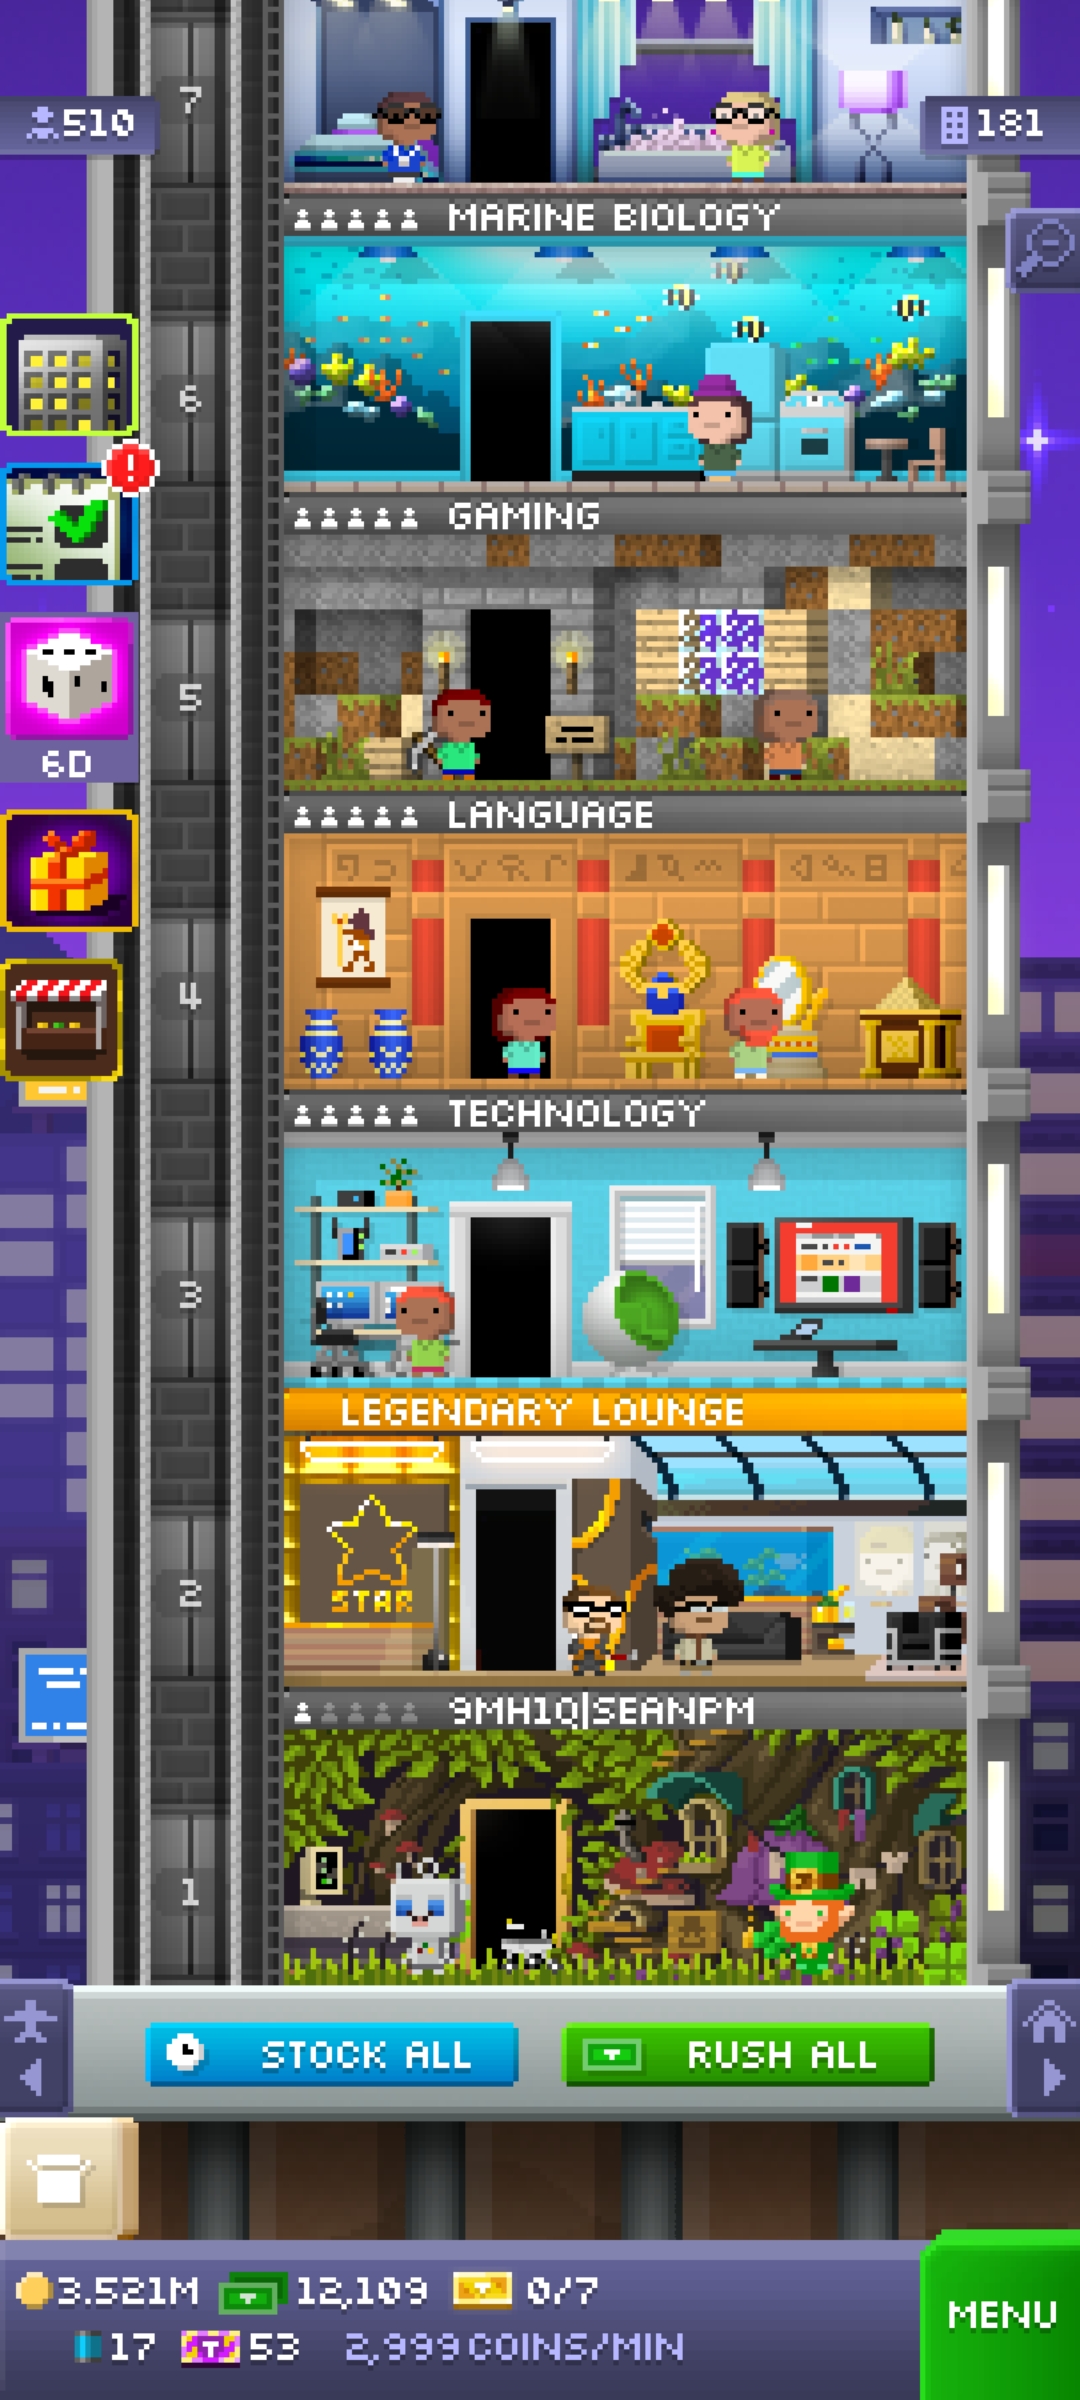 7
510
181
MARINE BIOLOGY
6
GAMING
5
6D
LANGUAGE
4
TECHNOLOGY
3
LEGENDARY LOUNGE
STAR
2
9MH1Q|SEANPM
1
STOCK ALL
RUSH ALL
3.521M 12,109 0/7
MENU
17 53 2,999 COINS/MIN